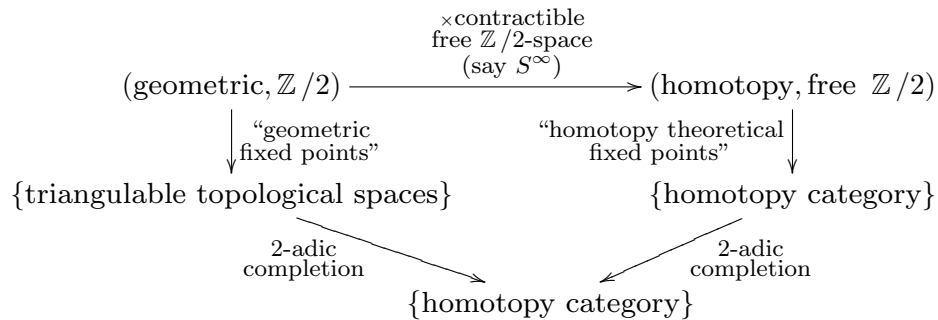 ×contractible
free ℤ/2-space
(say S^∞)
(geometric, ℤ/2)
(homotopy, free ℤ/2)
“geometric
fixed points”
“homotopy theoretical
fixed points”
{triangulable topological spaces}
{homotopy category}
2-adic
completion
2-adic
completion
{homotopy category}